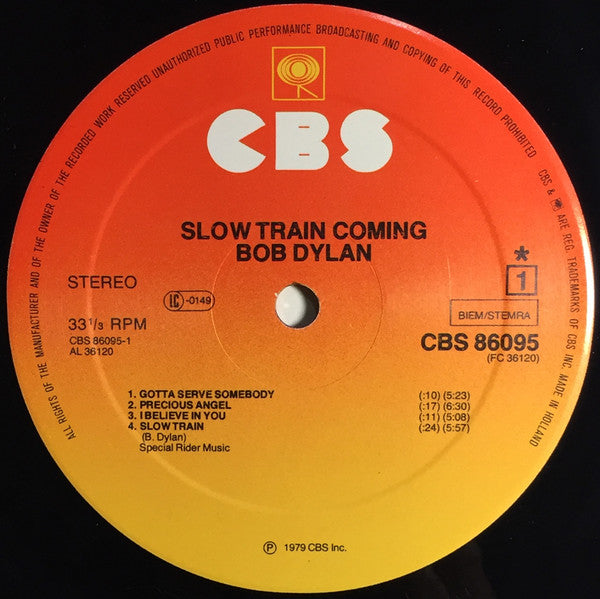 ALL RIGHTS OF THE MANUFACTURER AND OF THE OWNER OF THE RECORDED WORK RESERVED UNAUTHORIZED PUBLIC PERFORMANCE BROADCASTING AND COPYING OF THIS RECORD PROHIBITED
CBS & ARE REG. TRADEMARKS OF CBS INC. MADE IN HOLLAND
CBS
SLOW TRAIN COMING
BOB DYLAN
STEREO
LC-0149
*
1
33 1/3 RPM
BIEM/STEMRA
CBS 86095-1
AL 36120
CBS 86095
(FC 36120)
1. GOTTA SERVE SOMEBODY (:10) (5:23)
2. PRECIOUS ANGEL (:17) (6:30)
3. I BELIEVE IN YOU (:11) (5:08)
4. SLOW TRAIN (:24) (5:57)
(B. Dylan)
Special Rider Music
Ⓟ 1979 CBS Inc.